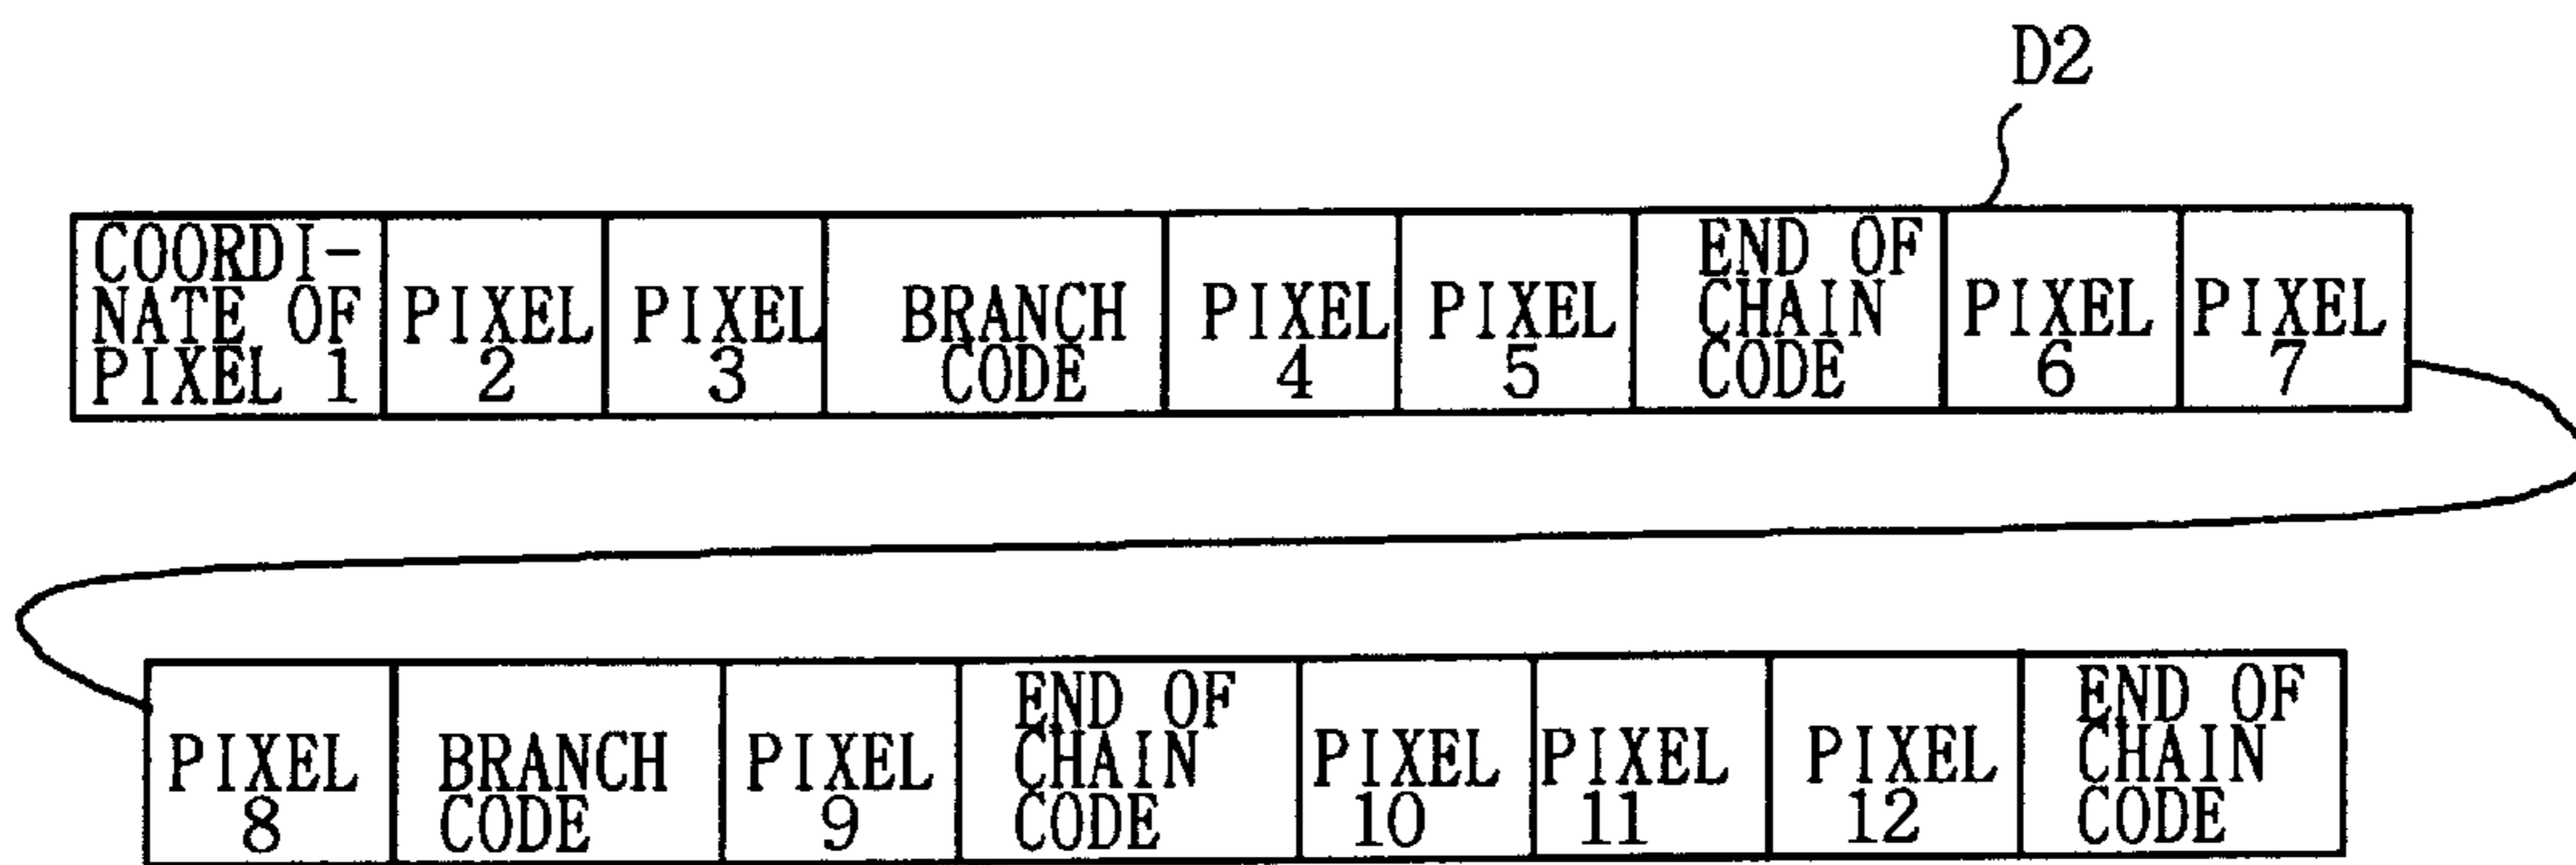 D2
COORDI-
NATE OF
PIXEL 1
PIXEL
2
PIXEL
3
BRANCH
CODE
PIXEL
4
PIXEL
5
END OF
CHAIN
CODE
PIXEL
6
PIXEL
7
PIXEL
8
BRANCH
CODE
PIXEL
9
END OF
CHAIN
CODE
PIXEL
10
PIXEL
11
PIXEL
12
END OF
CHAIN
CODE